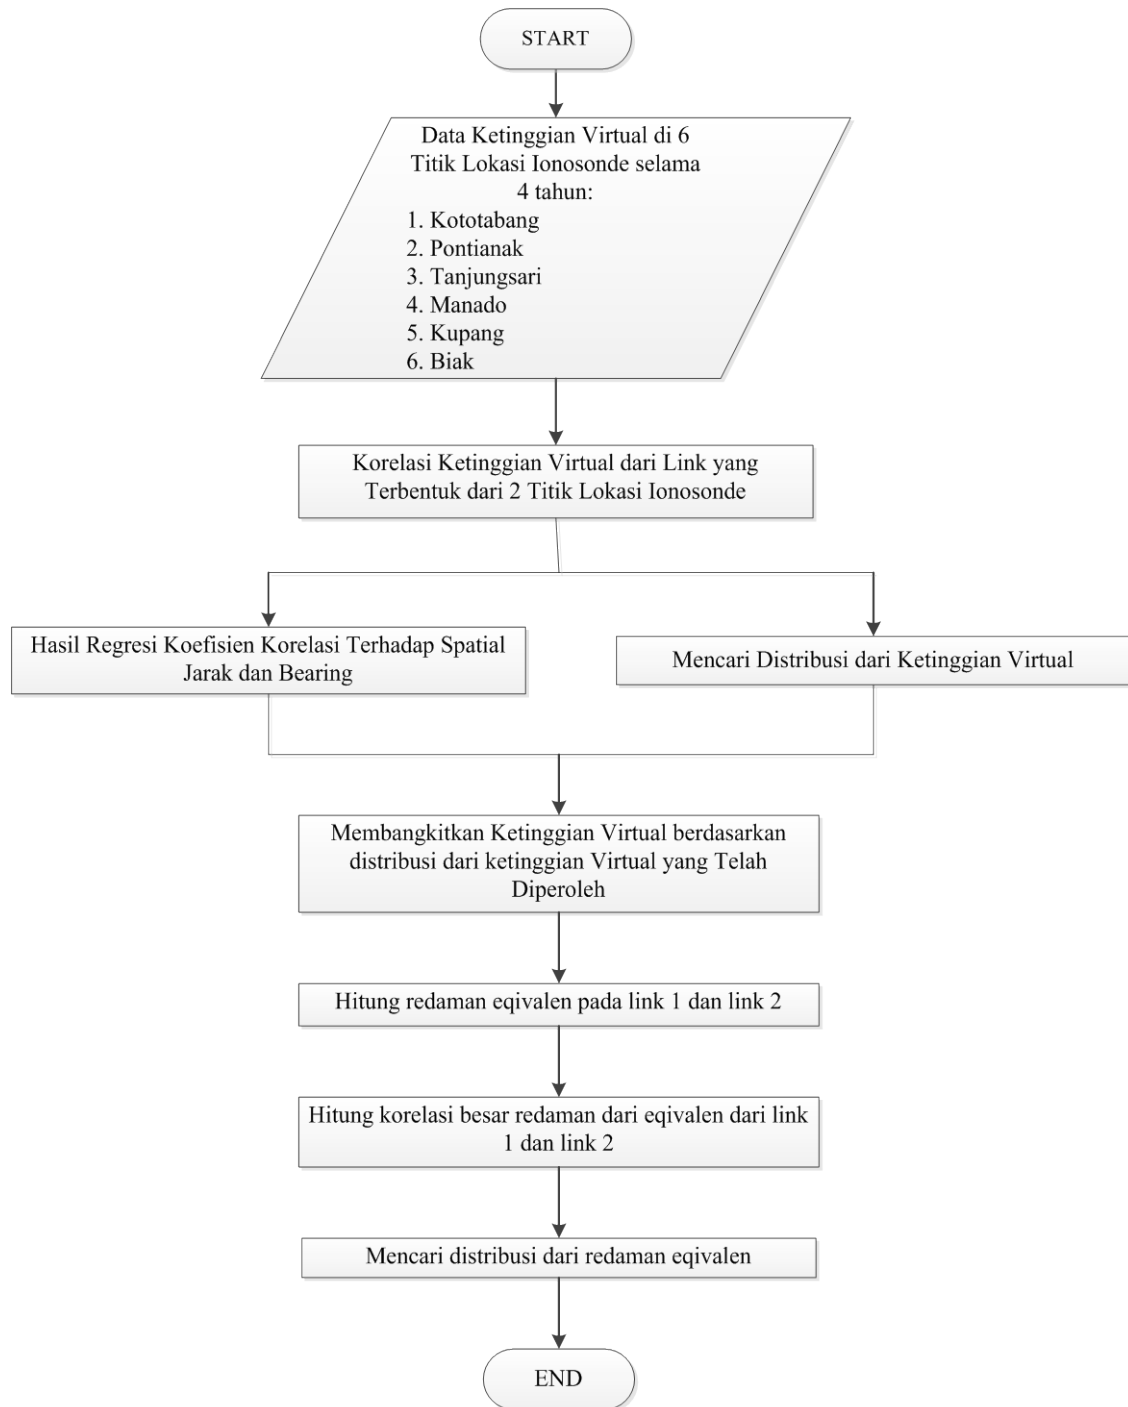 START
Data Ketinggian Virtual di 6
Titik Lokasi Ionosonde selama
4 tahun:
1. Kototabang
2. Pontianak
3. Tanjungsari
4. Manado
5. Kupang
6. Biak
Korelasi Ketinggian Virtual dari Link yang
Terbentuk dari 2 Titik Lokasi Ionosonde
Hasil Regresi Koefisien Korelasi Terhadap Spatial
Jarak dan Bearing
Mencari Distribusi dari Ketinggian Virtual
Membangkitkan Ketinggian Virtual berdasarkan
distribusi dari ketinggian Virtual yang Telah
Diperoleh
Hitung redaman eqivalen pada link 1 dan link 2
Hitung korelasi besar redaman dari eqivalen dari link
1 dan link 2
Mencari distribusi dari redaman eqivalen
END